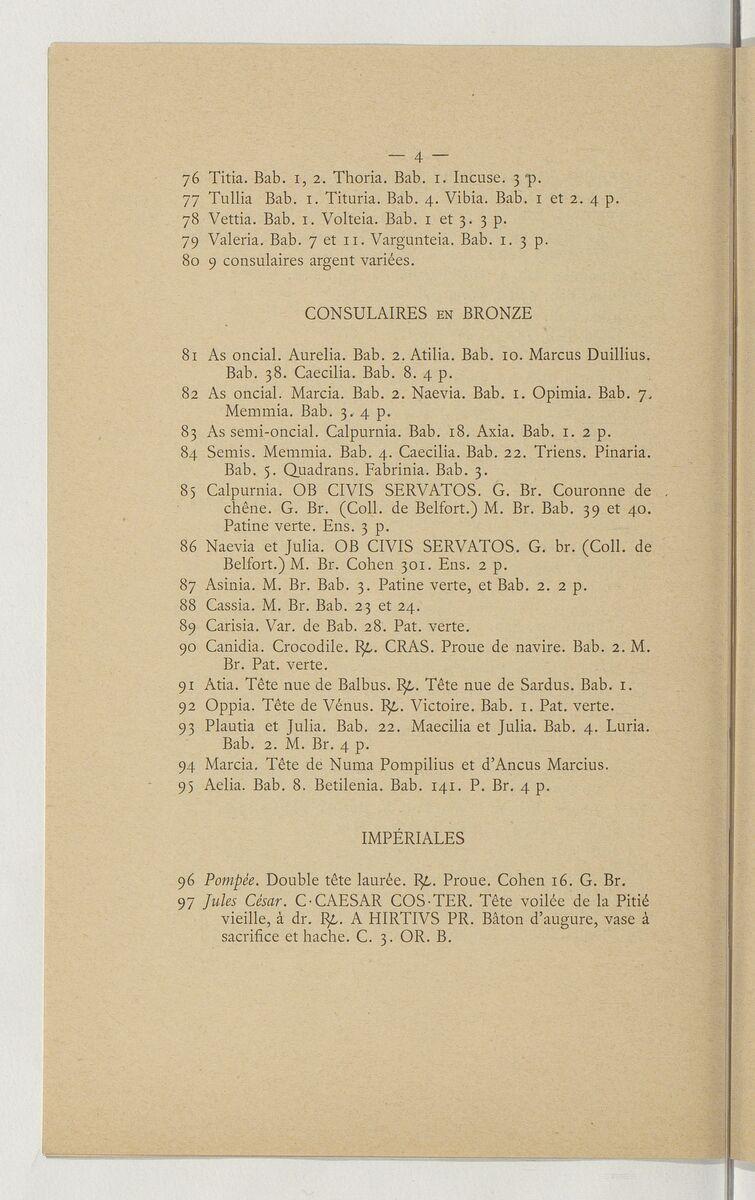 — 4 —
76 Titia. Bab. 1, 2. Thoria. Bab. 1. Incuse. 3 p.
77 Tullia Bab. 1. Tituria. Bab. 4. Vibia. Bab. 1 et 2. 4 p.
78 Vettia. Bab. 1. Volteia. Bab. 1 et 3. 3 p.
79 Valeria. Bab. 7 et 11. Vargunteia. Bab. 1. 3 p.
80 9 consulaires argent variées.
CONSULAIRES EN BRONZE
81 As oncial. Aurelia. Bab. 2. Atilia. Bab. 10. Marcus Duillius.
Bab. 38. Caecilia. Bab. 8. 4 p.
82 As oncial. Marcia. Bab. 2. Naevia. Bab. 1. Opimia. Bab. 7.
Memmia. Bab. 3. 4 p.
83 As semi-oncial. Calpurnia. Bab. 18. Axia. Bab. 1. 2 p.
84 Semis. Memmia. Bab. 4. Caecilia. Bab. 22. Triens. Pinaria.
Bab. 5. Quadrans. Fabrinia. Bab. 3.
85 Calpurnia. OB CIVIS SERVATOS. G. Br. Couronne de
chêne. G. Br. (Coll. de Belfort.) M. Br. Bab. 39 et 40.
Patine verte. Ens. 3 p.
86 Naevia et Julia. OB CIVIS SERVATOS. G. br. (Coll. de
Belfort.) M. Br. Cohen 301. Ens. 2 p.
87 Asinia. M. Br. Bab. 3. Patine verte, et Bab. 2. 2 p.
88 Cassia. M. Br. Bab. 23 et 24.
89 Carisia. Var. de Bab. 28. Pat. verte.
90 Canidia. Crocodile. ℞. CRAS. Proue de navire. Bab. 2. M.
Br. Pat. verte.
91 Atia. Tête nue de Balbus. ℞. Tête nue de Sardus. Bab. 1.
92 Oppia. Tête de Vénus. ℞. Victoire. Bab. 1. Pat. verte.
93 Plautia et Julia. Bab. 22. Maecilia et Julia. Bab. 4. Luria.
Bab. 2. M. Br. 4 p.
94 Marcia. Tête de Numa Pompilius et d'Ancus Marcius.
95 Aelia. Bab. 8. Betilenia. Bab. 141. P. Br. 4 p.
IMPÉRIALES
96 Pompée. Double tête laurée. ℞. Proue. Cohen 16. G. Br.
97 Jules César. C·CAESAR COS·TER. Tête voilée de la Pitié
vieille, à dr. ℞. A HIRTIVS PR. Bâton d'augure, vase à
sacrifice et hache. C. 3. OR. B.